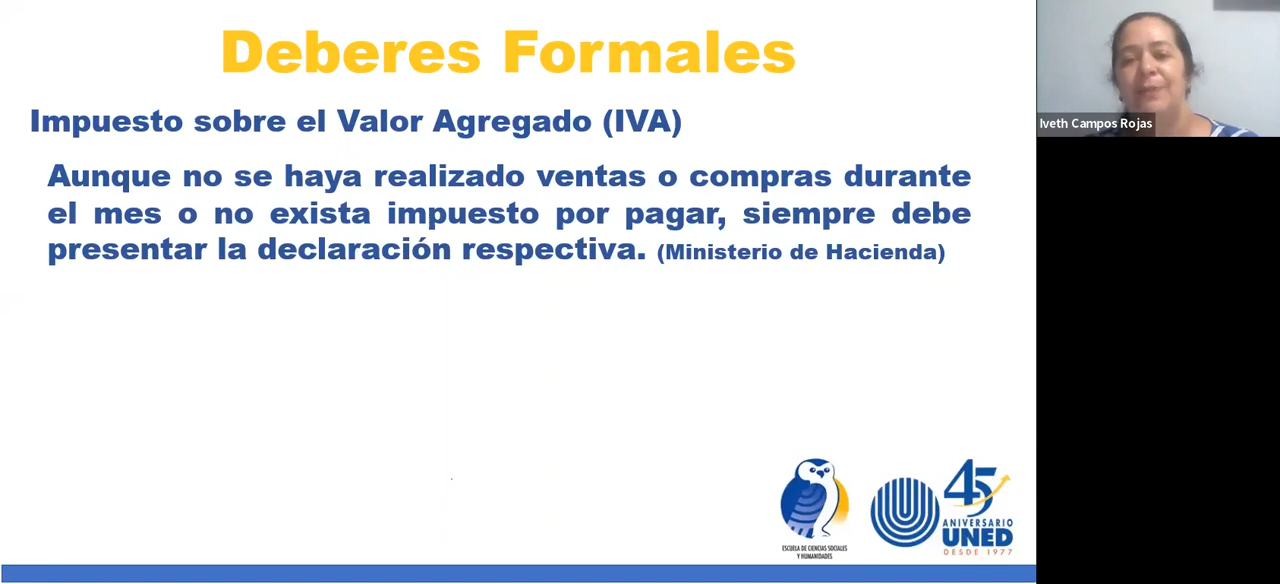 Deberes Formales
Impuesto sobre el Valor Agregado (IVA)
Aunque no se haya realizado ventas o compras durante
el mes o no exista impuesto por pagar, siempre debe
presentar la declaración respectiva. (Ministerio de Hacienda)
Iveth Campos Rojas
ESCUELA DE CIENCIAS SOCIALES
Y HUMANIDADES
45
ANIVERSARIO
UNED
DESDE 1977